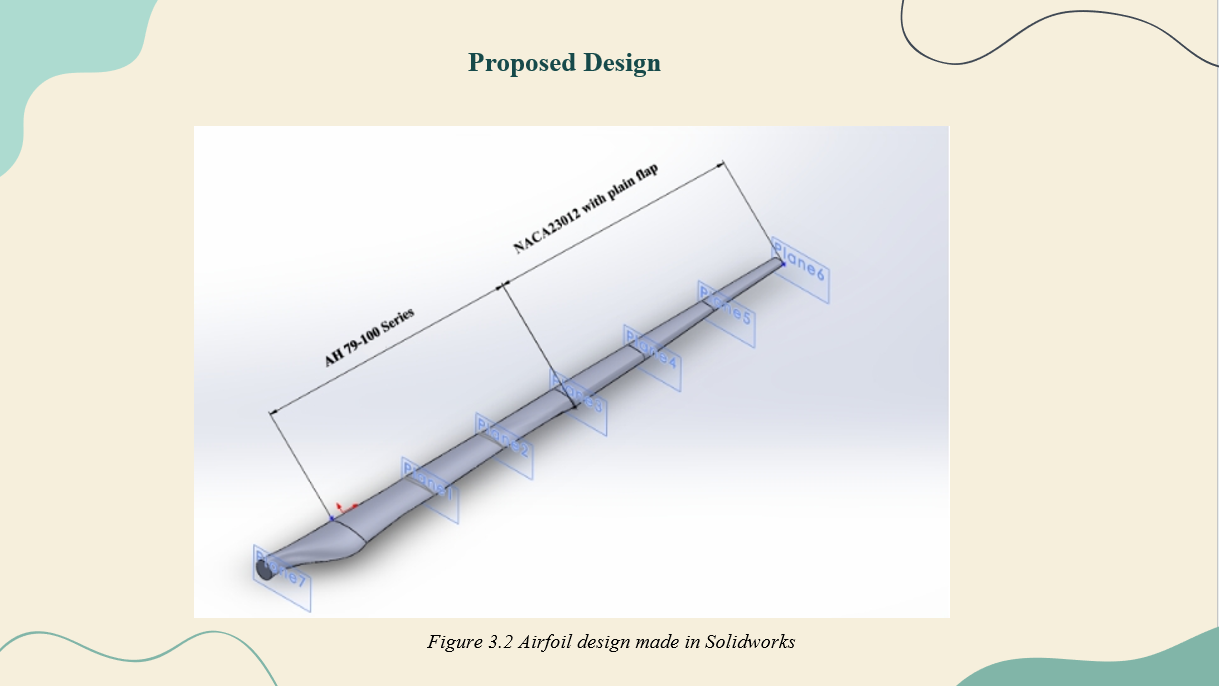 Proposed Design
NACA23012 with plain flap
AH 79-100 Series
Plane6
Plane5
Plane4
Plane3
Plane2
Plane1
Plane7
Figure 3.2 Airfoil design made in Solidworks